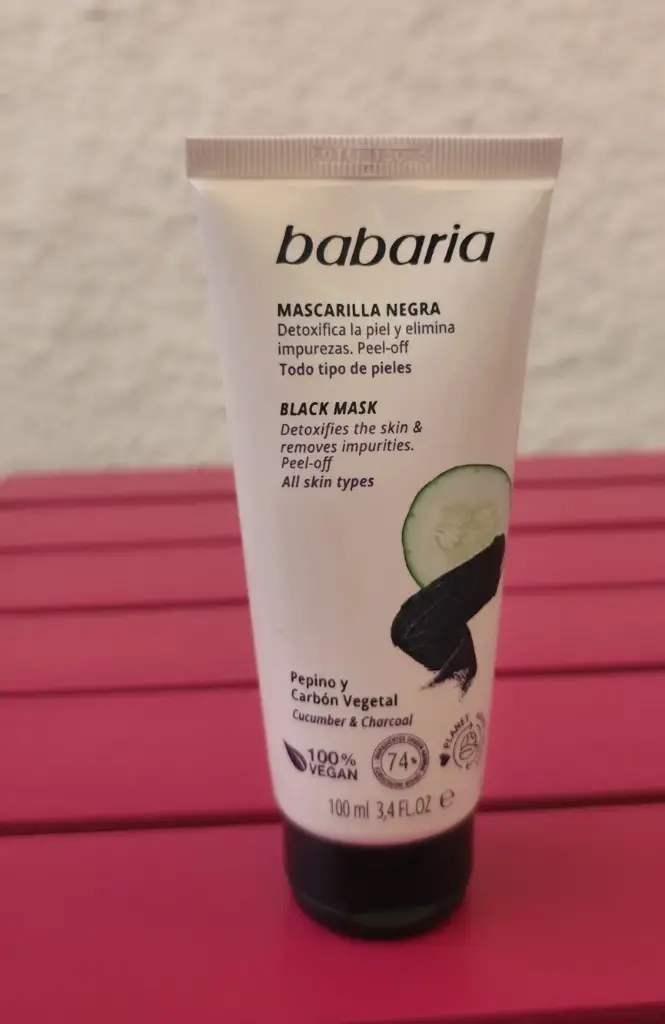 babaria
MASCARILLA NEGRA
Detoxifica la piel y elimina
impurezas. Peel-off
Todo tipo de pieles
BLACK MASK
Detoxifies the skin &
removes impurities.
Peel-off
All skin types
Pepino y
Carbón Vegetal
Cucumber & Charcoal
100%
VEGAN
74%
PLANET
100 ml 3,4 FL.OZ e